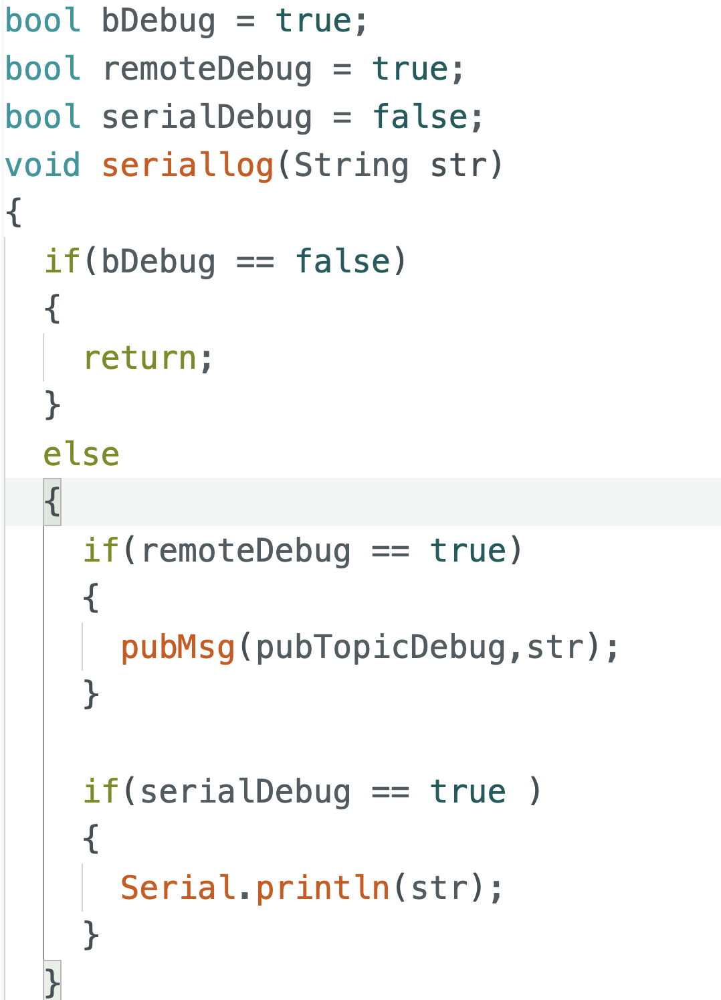 bool bDebug = true;
bool remoteDebug = true;
bool serialDebug = false;
void seriallog(String str)
{
  if(bDebug == false)
  {
    return;
  }
  else
  {
    if(remoteDebug == true)
    {
      pubMsg(pubTopicDebug,str);
    }

    if(serialDebug == true )
    {
      Serial.println(str);
    }
  }